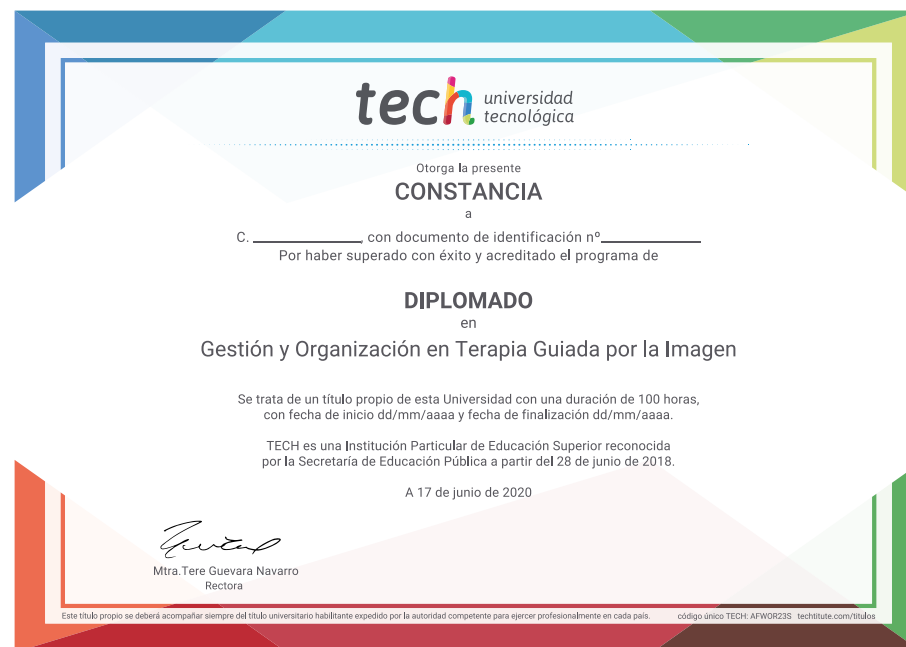 tech universidad
tecnológica
Otorga la presente
CONSTANCIA
a
C. ____________, con documento de identificación nº____________
Por haber superado con éxito y acreditado el programa de
DIPLOMADO
en
Gestión y Organización en Terapia Guiada por la Imagen
Se trata de un título propio de esta Universidad con una duración de 100 horas,
con fecha de inicio dd/mm/aaaa y fecha de finalización dd/mm/aaaa.
TECH es una Institución Particular de Educación Superior reconocida
por la Secretaría de Educación Pública a partir del 28 de junio de 2018.
A 17 de junio de 2020
Mtra.Tere Guevara Navarro
Rectora
Este título propio se deberá acompañar siempre del título universitario habilitante expedido por la autoridad competente para ejercer profesionalmente en cada país. código único TECH: AFWOR23S techtitute.com/titulos